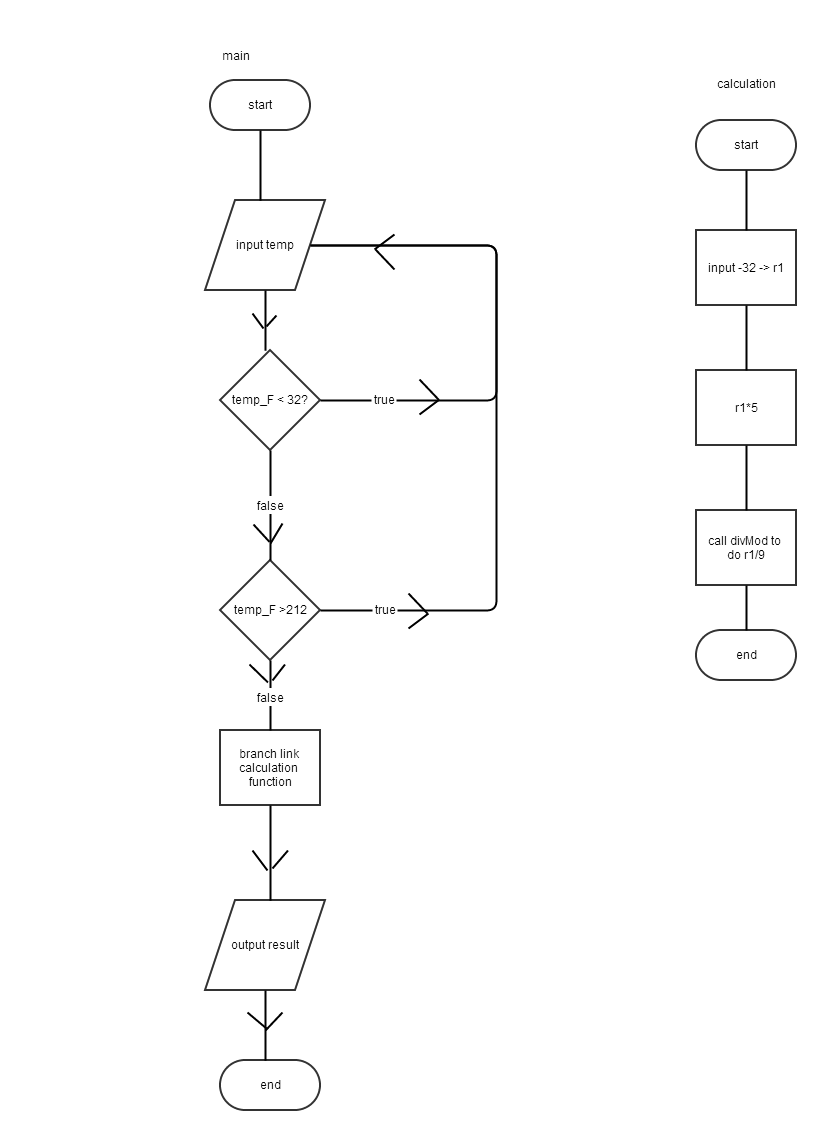 main
start
input temp
temp_F < 32?
true
false
temp_F >212
true
false
branch link
calculation
function
output result
end
calculation
start
input -32 -> r1
r1*5
call divMod to
do r1/9
end